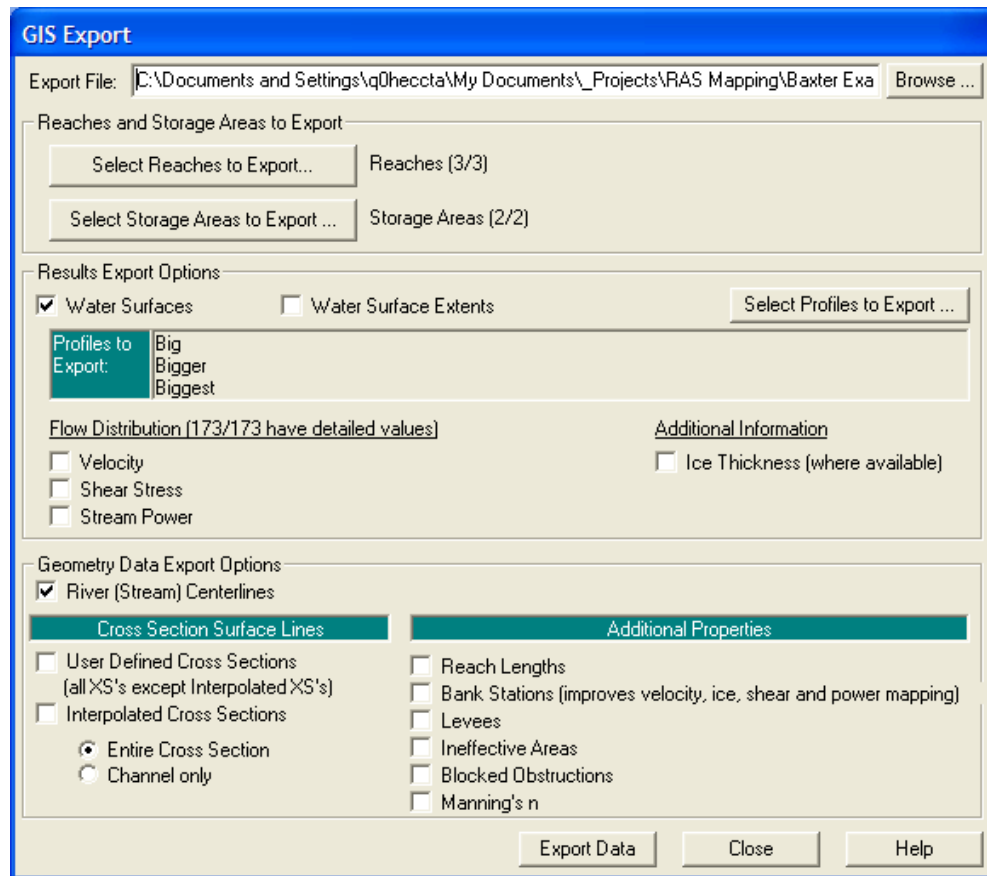 GIS Export
Export File: C:\Documents and Settings\q0heccta\My Documents\_Projects\RAS Mapping\Baxter Exa Browse ...
Reaches and Storage Areas to Export
Select Reaches to Export... Reaches (3/3)
Select Storage Areas to Export ... Storage Areas (2/2)
Results Export Options
Water Surfaces Water Surface Extents Select Profiles to Export ...
Profiles to Export:
Big
Bigger
Biggest
Flow Distribution (173/173 have detailed values)
Velocity
Shear Stress
Stream Power
Additional Information
Ice Thickness (where available)
Geometry Data Export Options
River (Stream) Centerlines
Cross Section Surface Lines
User Defined Cross Sections
(all XS's except Interpolated XS's)
Interpolated Cross Sections
Entire Cross Section
Channel only
Additional Properties
Reach Lengths
Bank Stations (improves velocity, ice, shear and power mapping)
Levees
Ineffective Areas
Blocked Obstructions
Manning's n
Export Data Close Help